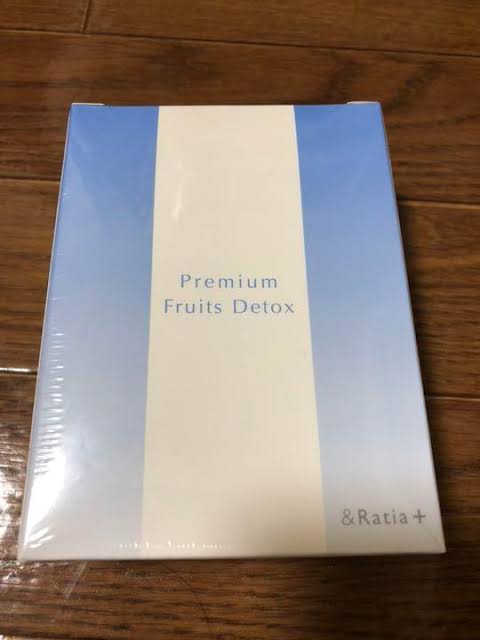 Premium
Fruits Detox
&Ratia+